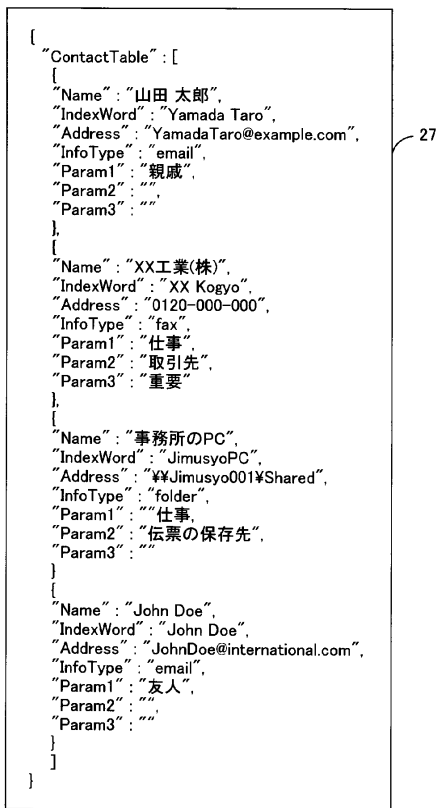 {
"ContactTable" : [
{
"Name" : "山田 太郎",
"IndexWord" : "Yamada Taro",
"Address" : "YamadaTaro@example.com",
"InfoType" : "email",
"Param1" : "親戚",
"Param2" : "",
"Param3" : ""
},
{
"Name" : "XX工業(株)",
"IndexWord" : "XX Kogyo",
"Address" : "0120-000-000",
"InfoType" : "fax",
"Param1" : "仕事",
"Param2" : "取引先",
"Param3" : "重要"
},
{
"Name" : "事務所のPC",
"IndexWord" : "JimusyoPC",
"Address" : "¥¥Jimusyo001¥Shared",
"InfoType" : "folder",
"Param1" : ""仕事,
"Param2" : "伝票の保存先",
"Param3" : ""
}
{
"Name" : "John Doe",
"IndexWord" : "John Doe",
"Address" : "JohnDoe@international.com",
"InfoType" : "email",
"Param1" : "友人",
"Param2" : "",
"Param3" : ""
}
]
}
27